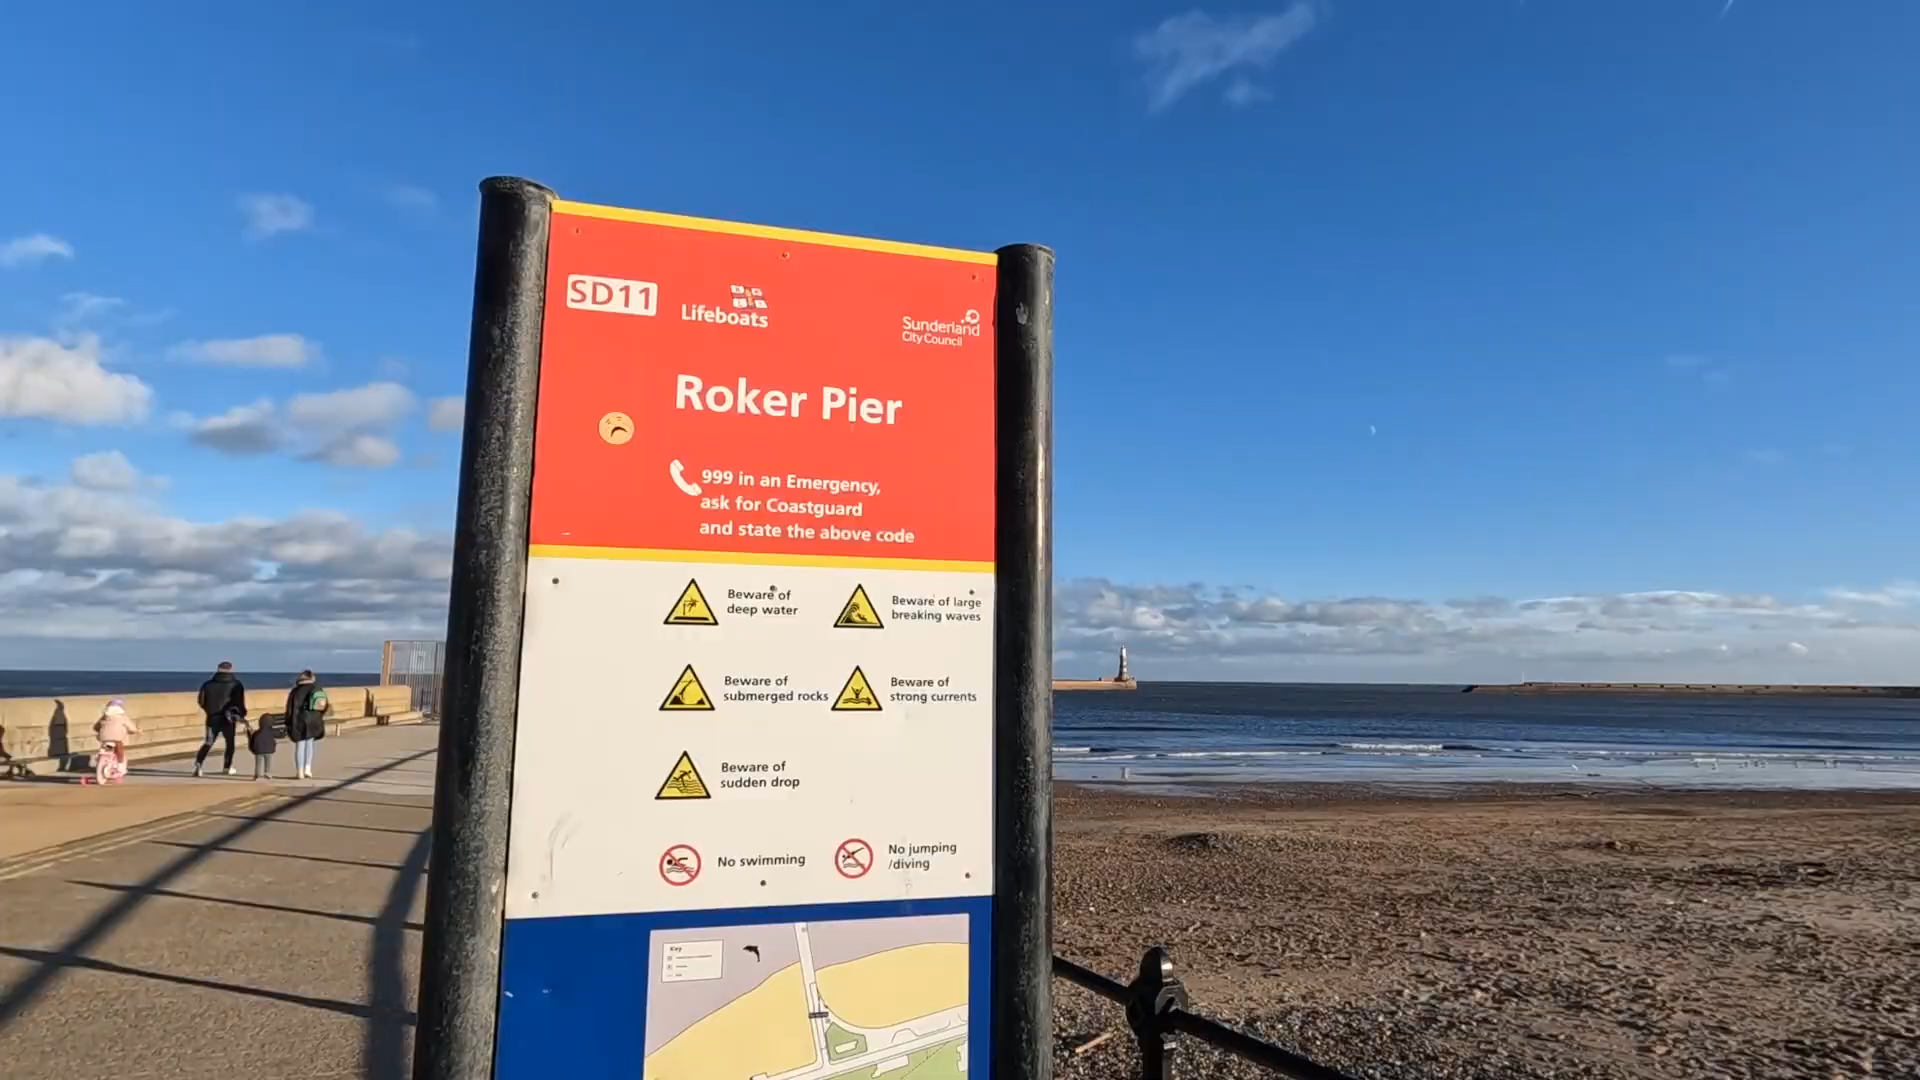 SD11
Lifeboats
Sunderland
City Council
Roker Pier
999 in an Emergency,
ask for Coastguard
and state the above code
Beware of
deep water
Beware of large
breaking waves
Beware of
submerged rocks
Beware of
strong currents
Beware of
sudden drop
No swimming
No jumping
/diving
Key